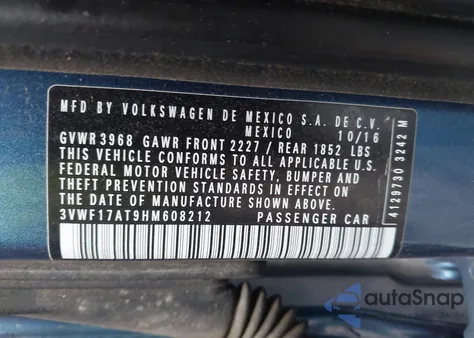 MFD BY VOLKSWAGEN DE MEXICO S.A. DE C.V.
MEXICO 10/16
GVWR 3968 GAWR FRONT 2227 / REAR 1852 LBS
THIS VEHICLE CONFORMS TO ALL APPLICABLE
FEDERAL MOTOR VEHICLE SAFETY, BUMPER AND
THEFT PREVENTION STANDARDS IN EFFECT ON
THE DATE OF MANUFACTURE SHOWN ABOVE
3VWF17AT9HM608212 PASSENGER CAR
4129730 3242 M
autoSnap